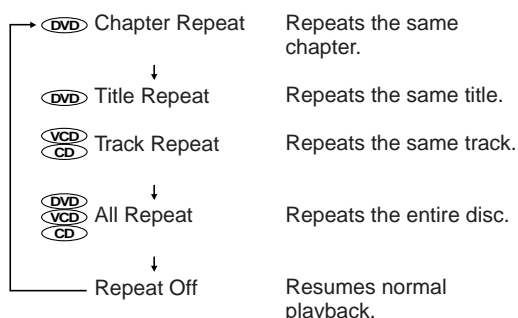 DVD Chapter Repeat Repeats the same
chapter.
DVD Title Repeat Repeats the same title.
VCD
CD Track Repeat Repeats the same track.
DVD
VCD All Repeat Repeats the entire disc.
CD
Repeat Off Resumes normal
playback.